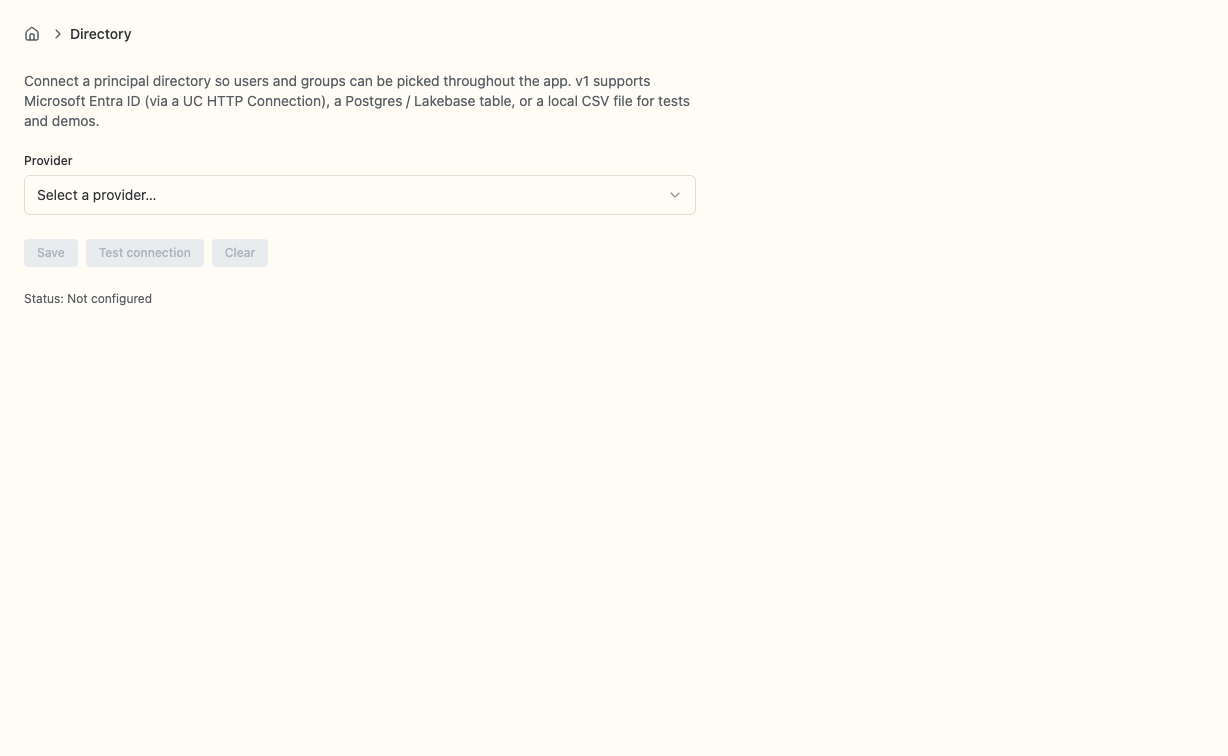 Directory
Connect a principal directory so users and groups can be picked throughout the app. v1 supports
Microsoft Entra ID (via a UC HTTP Connection), a Postgres / Lakebase table, or a local CSV file for tests
and demos.
Provider
Select a provider...
Save Test connection Clear
Status: Not configured